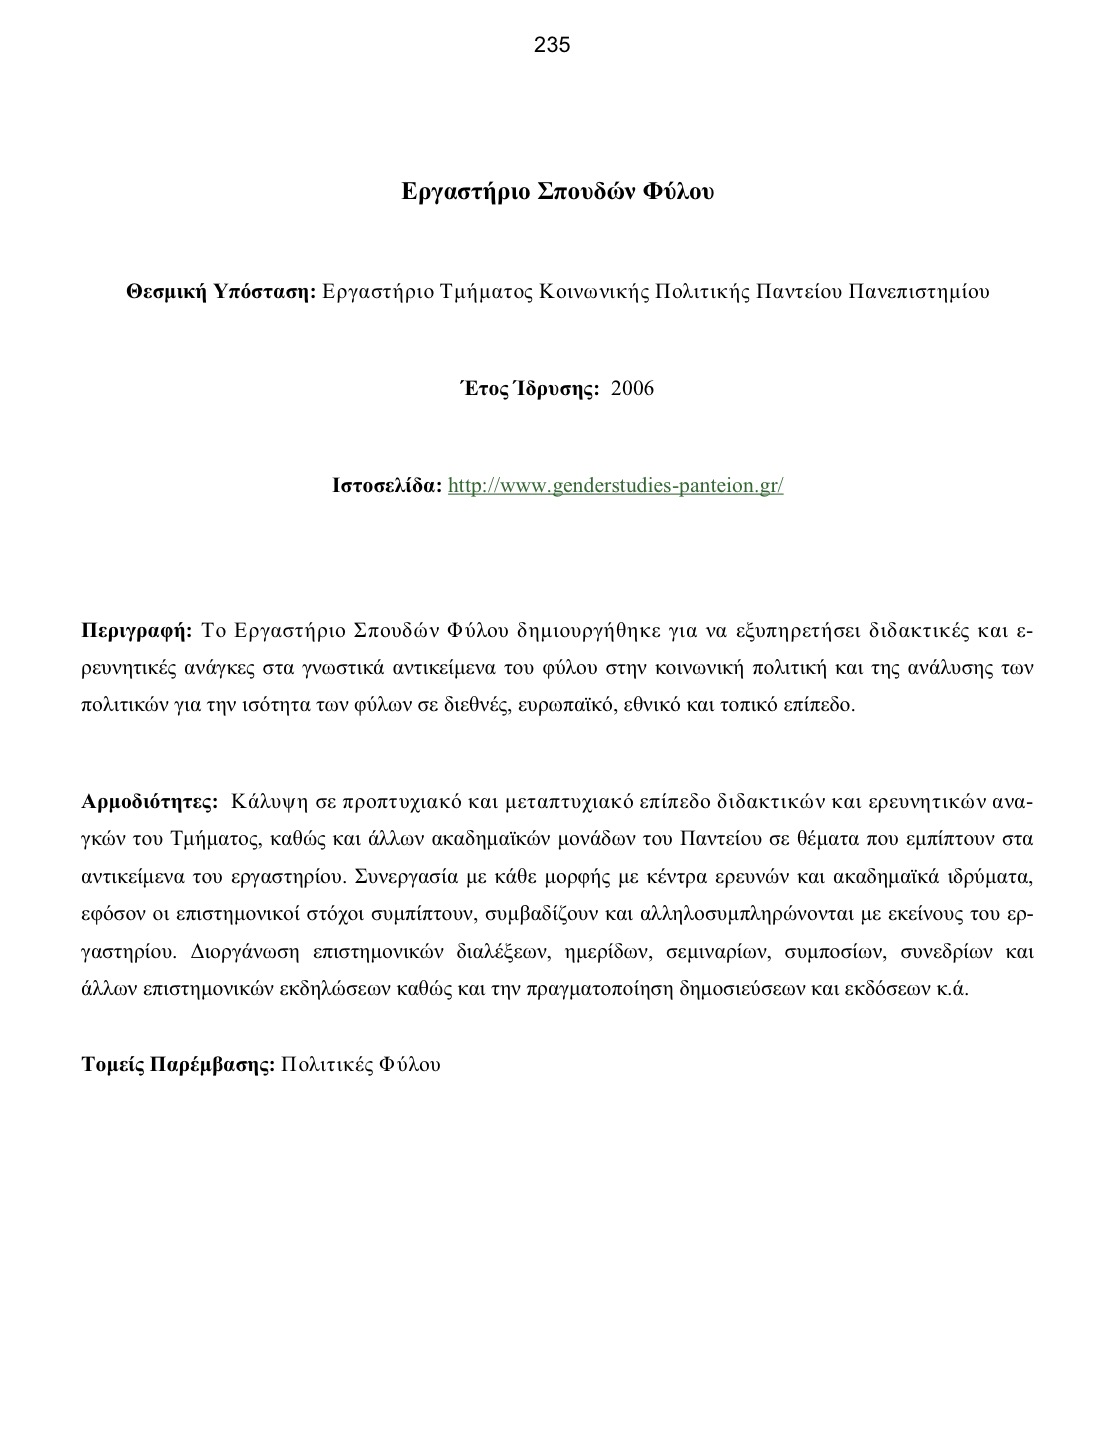 235
Εργαστήριο Σπουδών Φύλου
Θεσμική Υπόσταση: Εργαστήριο Τμήματος Κοινωνικής Πολιτικής Παντείου Πανεπιστημίου
Έτος Ίδρυσης: 2006
Ιστοσελίδα: http://www.genderstudies-panteion.gr/
Περιγραφή: Το Εργαστήριο Σπουδών Φύλου δημιουργήθηκε για να εξυπηρετήσει διδακτικές και ε-
ρευνητικές ανάγκες στα γνωστικά αντικείμενα του φύλου στην κοινωνική πολιτική και της ανάλυσης των
πολιτικών για την ισότητα των φύλων σε διεθνές, ευρωπαϊκό, εθνικό και τοπικό επίπεδο.
Αρμοδιότητες: Κάλυψη σε προπτυχιακό και μεταπτυχιακό επίπεδο διδακτικών και ερευνητικών ανα-
γκών του Τμήματος, καθώς και άλλων ακαδημαϊκών μονάδων του Παντείου σε θέματα που εμπίπτουν στα
αντικείμενα του εργαστηρίου. Συνεργασία με κάθε μορφής με κέντρα ερευνών και ακαδημαϊκά ιδρύματα,
εφόσον οι επιστημονικοί στόχοι συμπίπτουν, συμβαδίζουν και αλληλοσυμπληρώνονται με εκείνους του ερ-
γαστηρίου. Διοργάνωση επιστημονικών διαλέξεων, ημερίδων, σεμιναρίων, συμποσίων, συνεδρίων και
άλλων επιστημονικών εκδηλώσεων καθώς και την πραγματοποίηση δημοσιεύσεων και εκδόσεων κ.ά.
Τομείς Παρέμβασης: Πολιτικές Φύλου